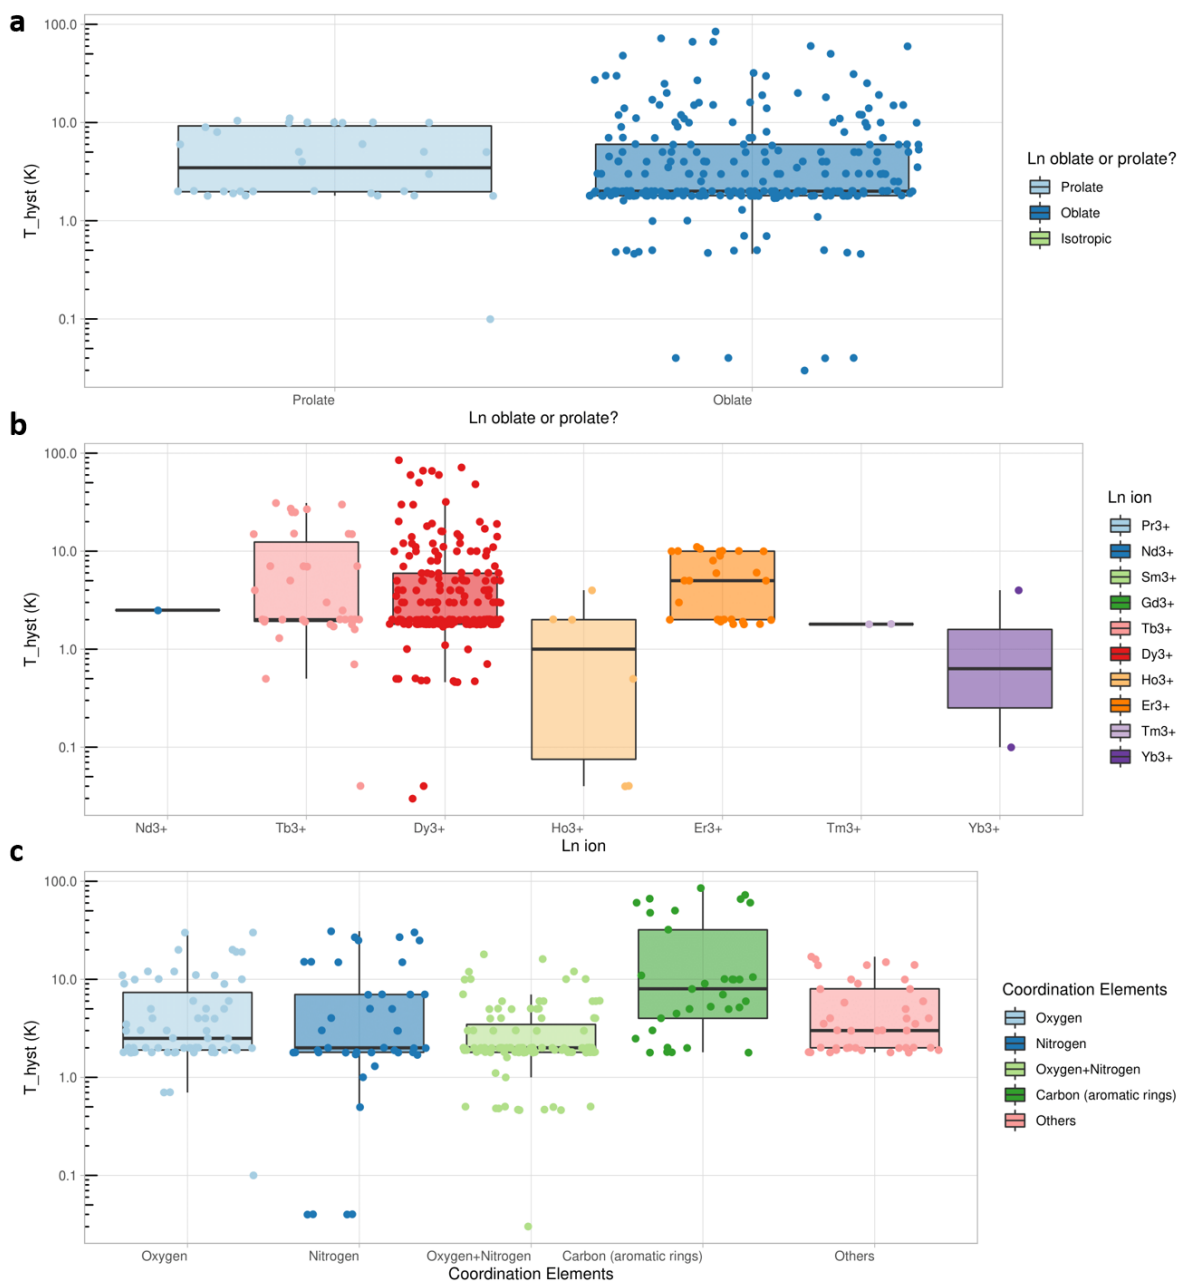 a
100.0
10.0
1.0
0.1
T_hyst (K)
Prolate
Oblate
Ln oblate or prolate?
Ln oblate or prolate?
Prolate
Oblate
Isotropic
b
100.0
10.0
1.0
0.1
T_hyst (K)
Nd3+
Tb3+
Dy3+
Ho3+
Er3+
Tm3+
Yb3+
Ln ion
Ln ion
Pr3+
Nd3+
Sm3+
Gd3+
Tb3+
Dy3+
Ho3+
Er3+
Tm3+
Yb3+
c
100.0
10.0
1.0
0.1
T_hyst (K)
Oxygen
Nitrogen
Oxygen+Nitrogen
Carbon (aromatic rings)
Others
Coordination Elements
Coordination Elements
Oxygen
Nitrogen
Oxygen+Nitrogen
Carbon (aromatic rings)
Others